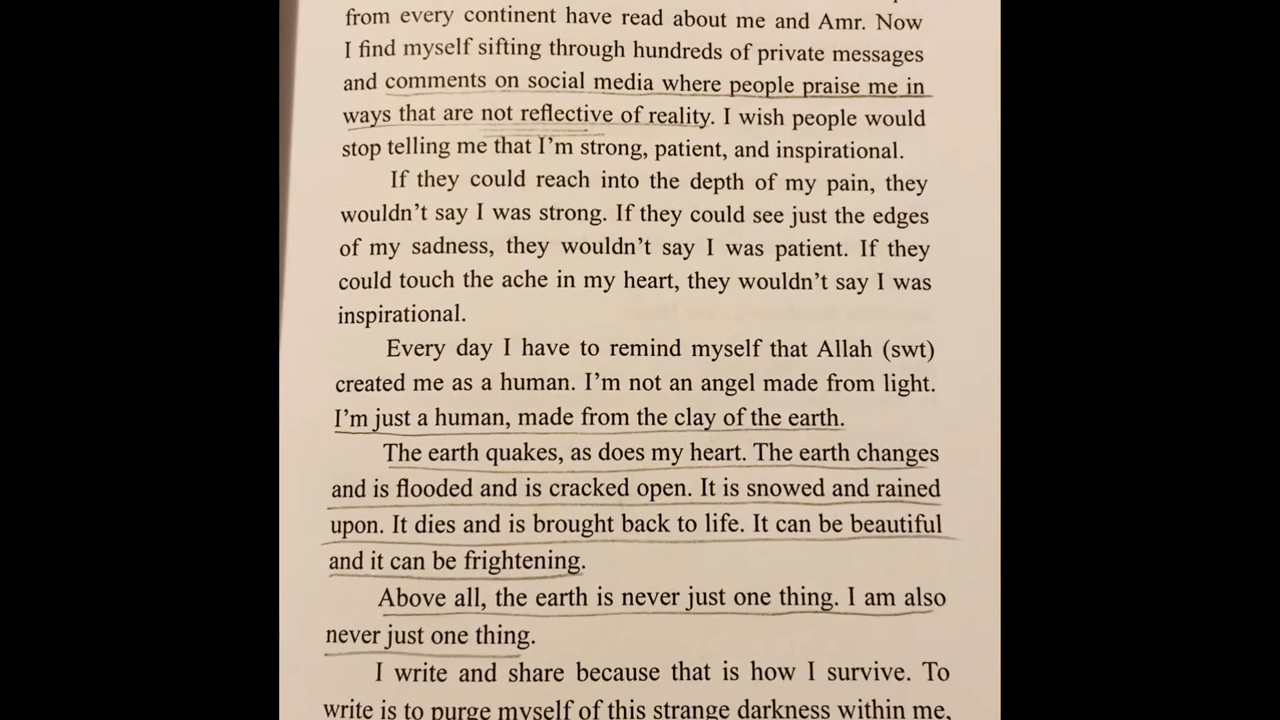 from every continent have read about me and Amr. Now
I find myself sifting through hundreds of private messages
and comments on social media where people praise me in
ways that are not reflective of reality. I wish people would
stop telling me that I'm strong, patient, and inspirational.
If they could reach into the depth of my pain, they
wouldn't say I was strong. If they could see just the edges
of my sadness, they wouldn't say I was patient. If they
could touch the ache in my heart, they wouldn't say I was
inspirational.
Every day I have to remind myself that Allah (swt)
created me as a human. I'm not an angel made from light.
I'm just a human, made from the clay of the earth.
The earth quakes, as does my heart. The earth changes
and is flooded and is cracked open. It is snowed and rained
upon. It dies and is brought back to life. It can be beautiful
and it can be frightening.
Above all, the earth is never just one thing. I am also
never just one thing.
I write and share because that is how I survive. To
write is to purge myself of this strange darkness within me,